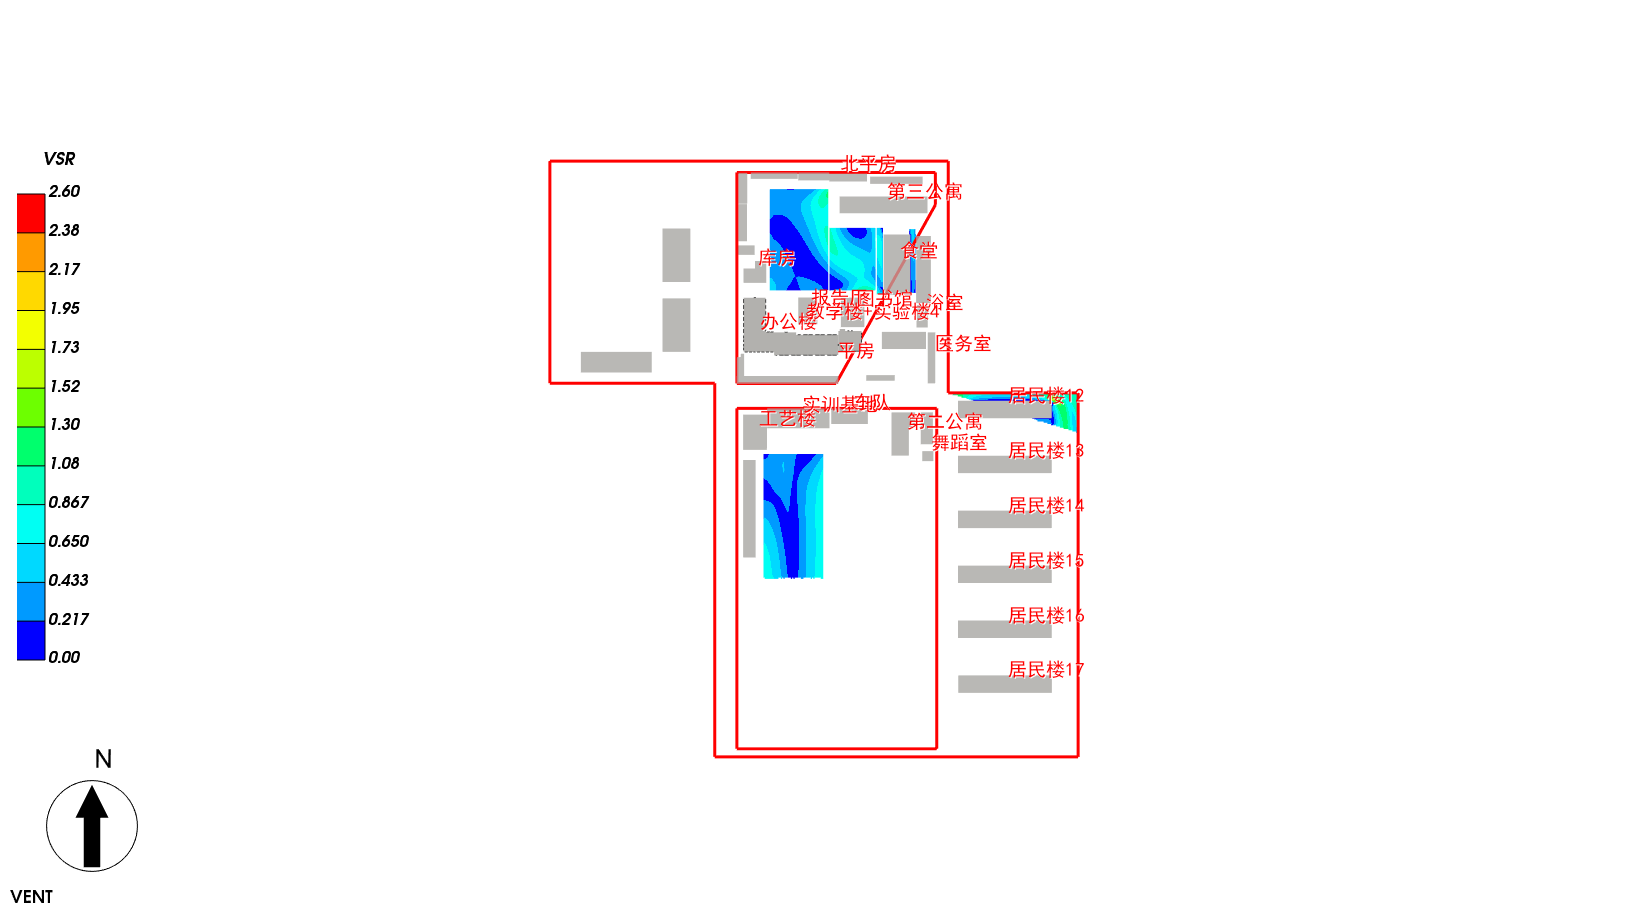 VSR
2.60
2.38
2.17
1.95
1.73
1.52
1.30
1.08
0.867
0.650
0.433
0.217
0.00
N
VENT
北平房
第三公寓
食堂
库房
报告厅
图书馆
浴室
教学楼+实验楼4
办公楼
平房
医务室
居民楼12
实训基地
车队
工艺楼
第二公寓
舞蹈室
居民楼13
居民楼14
居民楼15
居民楼16
居民楼17